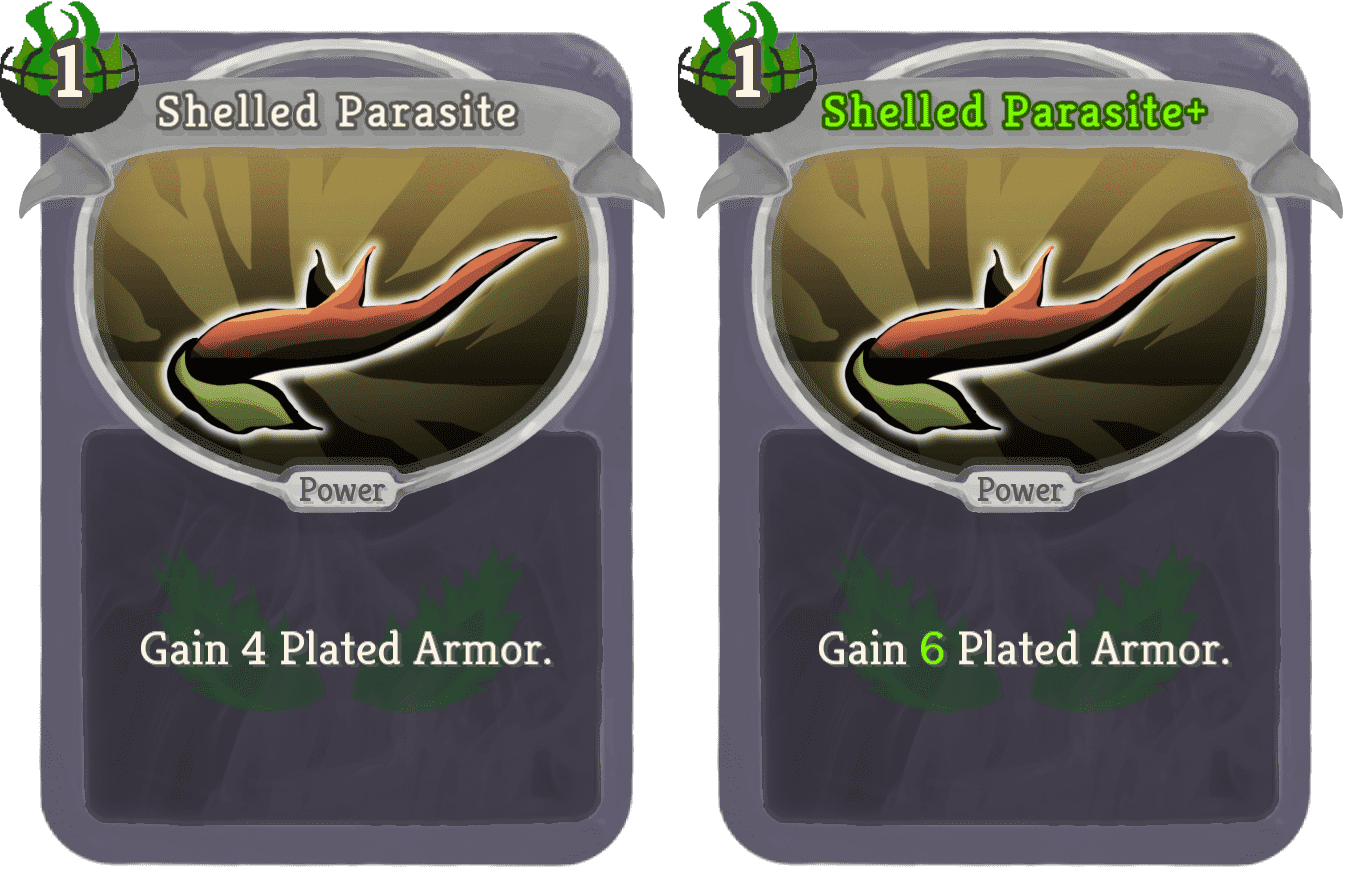 1
Shelled Parasite
Power
Gain 4 Plated Armor.
1
Shelled Parasite+
Power
Gain 6 Plated Armor.